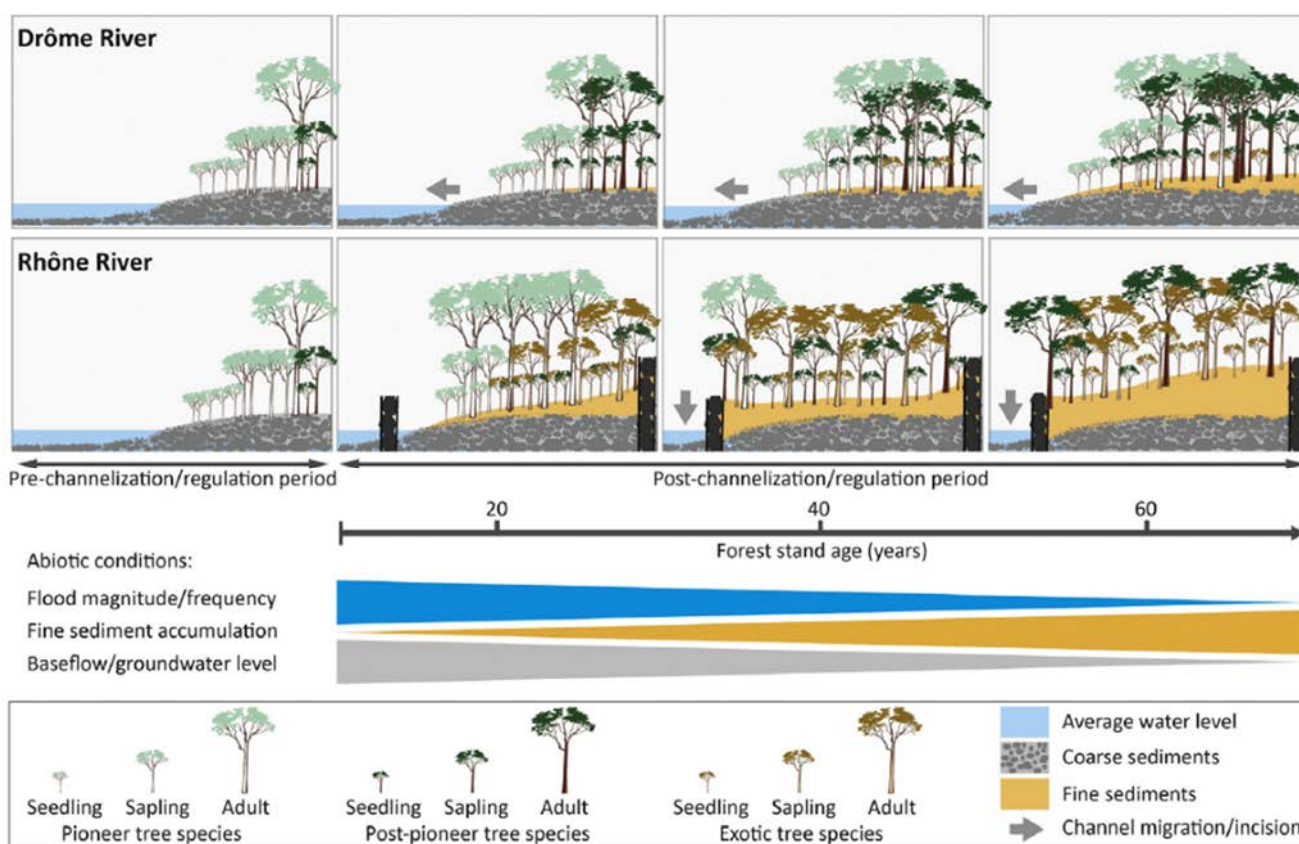 Drôme River
Rhône River
Pre-channelization/regulation period
Post-channelization/regulation period
20 40 60
Forest stand age (years)
Abiotic conditions:
Flood magnitude/frequency
Fine sediment accumulation
Baseflow/groundwater level
Seedling Sapling Adult Seedling Sapling Adult Seedling Sapling Adult
Pioneer tree species Post-pioneer tree species Exotic tree species
Average water level
Coarse sediments
Fine sediments
Channel migration/incision